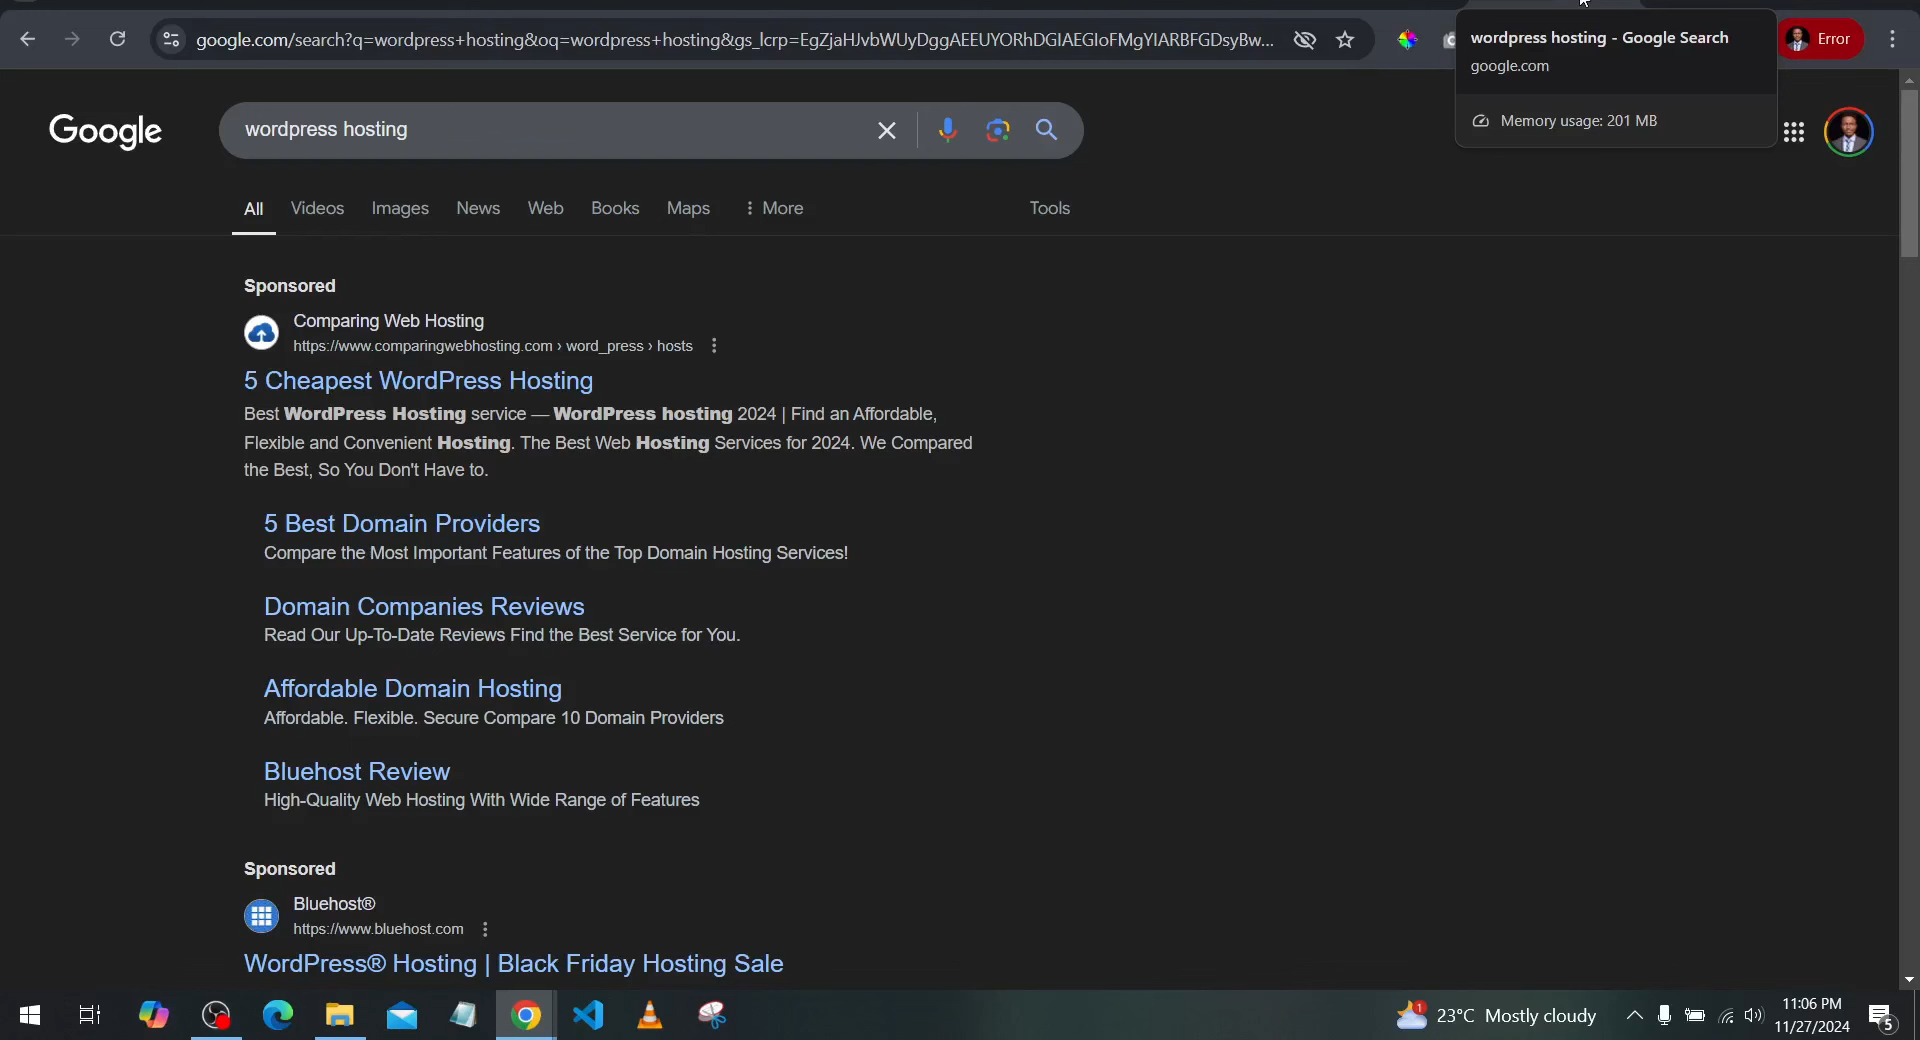 google.com/search?q=wordpress+hosting&oq=wordpress+hosting&gs_lcrp=EgZjaHJvbWUyDggAEEUYORhDGIAEGIoFMgYIARBFGDsyBw...
wordpress hosting - Google Search
google.com
Memory usage: 201 MB
Error
Google
wordpress hosting
All
Videos
Images
News
Web
Books
Maps
More
Tools
Sponsored
Comparing Web Hosting
https://www.comparingwebhosting.com › word_press › hosts
5 Cheapest WordPress Hosting
Best WordPress Hosting service — WordPress hosting 2024 | Find an Affordable,
Flexible and Convenient Hosting. The Best Web Hosting Services for 2024. We Compared
the Best, So You Don't Have to.
5 Best Domain Providers
Compare the Most Important Features of the Top Domain Hosting Services!
Domain Companies Reviews
Read Our Up-To-Date Reviews Find the Best Service for You.
Affordable Domain Hosting
Affordable. Flexible. Secure Compare 10 Domain Providers
Bluehost Review
High-Quality Web Hosting With Wide Range of Features
Sponsored
Bluehost®
https://www.bluehost.com
WordPress® Hosting | Black Friday Hosting Sale
1
23°C Mostly cloudy
11:06 PM
11/27/2024
5